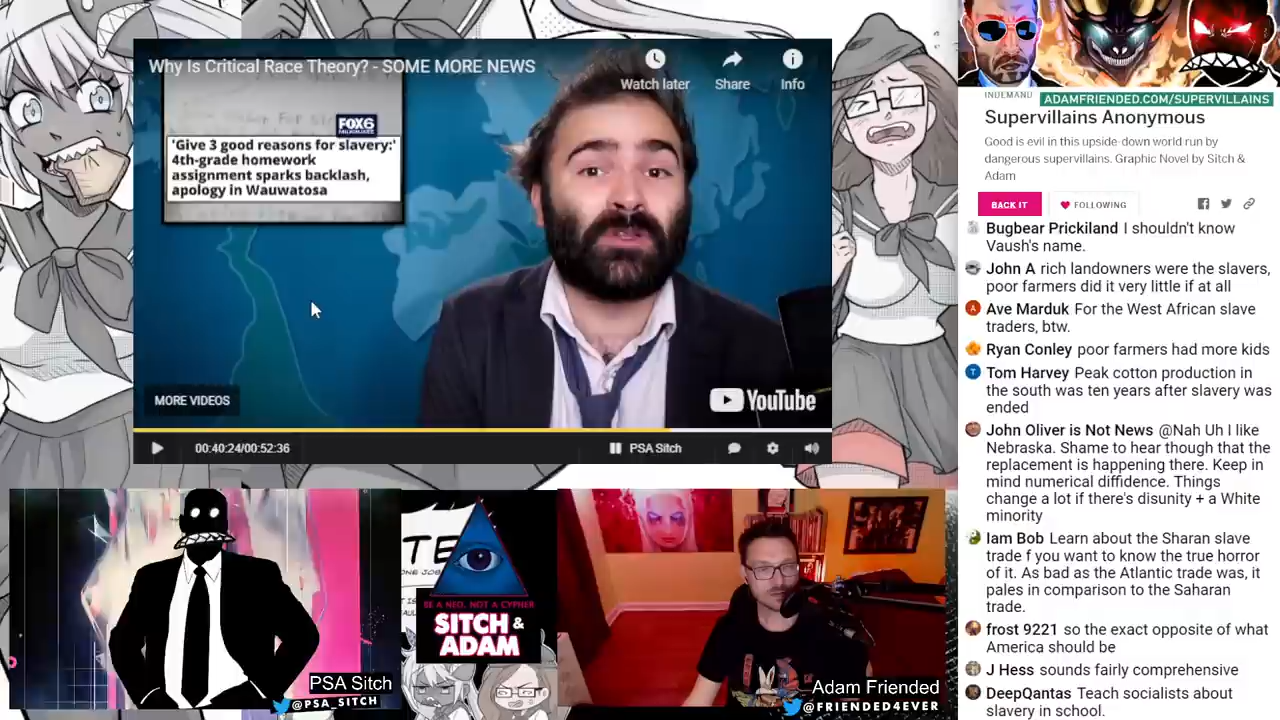 Why Is Critical Race Theory? - SOME MORE NEWS
Watch later
Share
Info
FOX6
'Give 3 good reasons for slavery:'
4th-grade homework
assignment sparks backlash,
apology in Wauwatosa
MORE VIDEOS
YouTube
00:40:24/00:52:36
PSA Sitch
INDEMAND
ADAMFRIENDED.COM/SUPERVILLAINS
Supervillains Anonymous
Good is evil in this upside-down world run by
dangerous supervillains. Graphic Novel by Sitch &
Adam
BACK IT
FOLLOWING
Bugbear Prickiland I shouldn't know
Vaush's name.
John A rich landowners were the slavers,
poor farmers did it very little if at all
Ave Marduk For the West African slave
traders, btw.
Ryan Conley poor farmers had more kids
Tom Harvey Peak cotton production in
the south was ten years after slavery was
ended
John Oliver is Not News @Nah Uh I like
Nebraska. Shame to hear though that the
replacement is happening there. Keep in
mind numerical diffidence. Things
change a lot if there's disunity + a White
minority
Iam Bob Learn about the Sharan slave
trade f you want to know the true horror
of it. As bad as the Atlantic trade was, it
pales in comparison to the Saharan
trade.
frost 9221 so the exact opposite of what
America should be
J Hess sounds fairly comprehensive
DeepQantas Teach socialists about
slavery in school.
BE A NEO, NOT A CYPHER
SITCH &
ADAM
PSA Sitch
@PSA_SITCH
Adam Friended
@FRIENDED4EVER